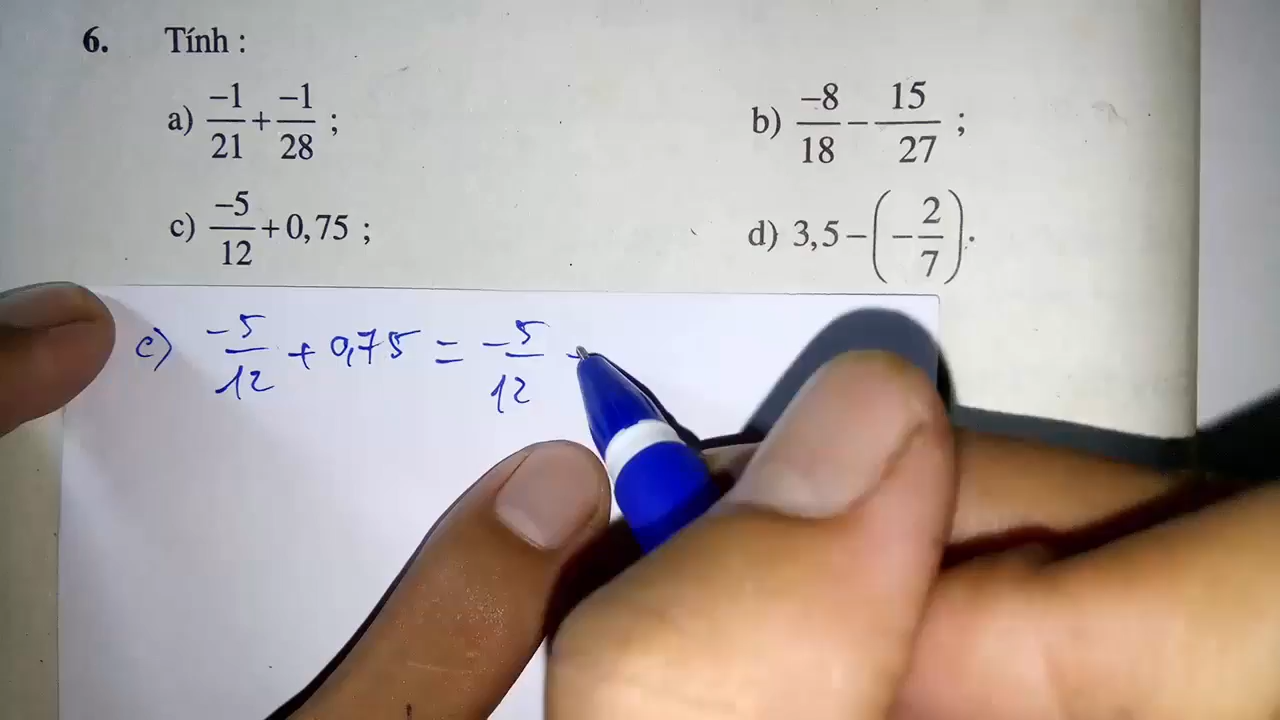 6. Tính :
a) \frac{-1}{21} + \frac{-1}{28} ; b) \frac{-8}{18} - \frac{15}{27} ;
c) \frac{-5}{12} + 0,75 ; d) 3,5 - \left( -\frac{2}{7} \right).
c) \frac{-5}{12} + 0,75 = \frac{-5}{12}